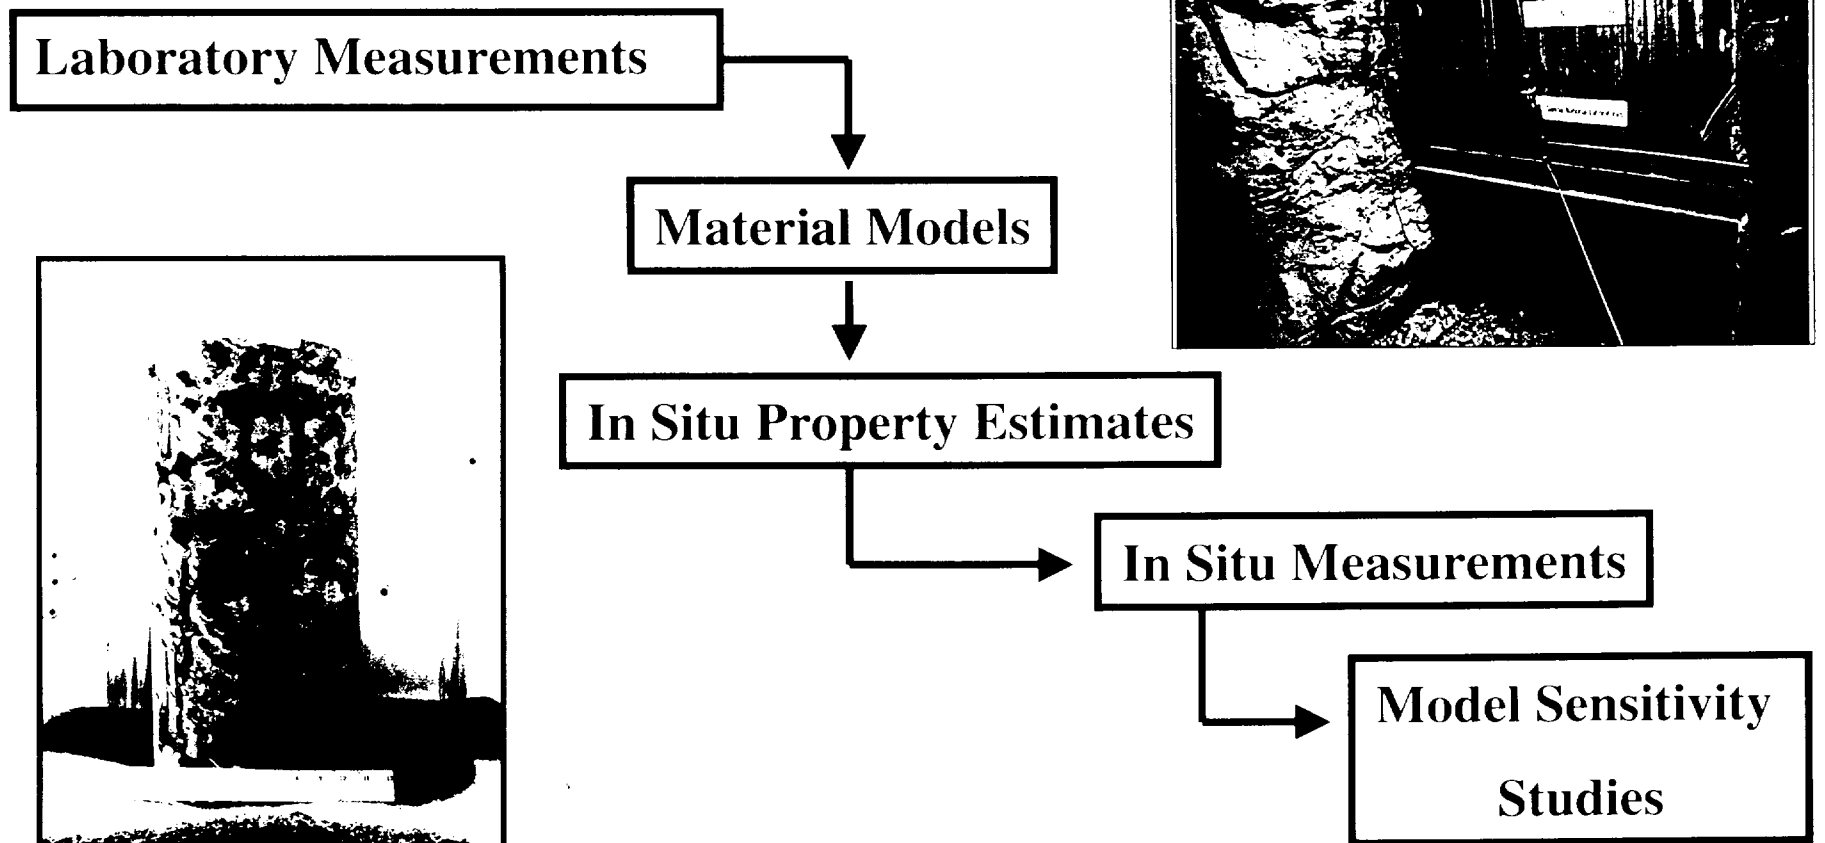 Laboratory Measurements
Material Models
In Situ Property Estimates
In Situ Measurements
Model Sensitivity
Studies